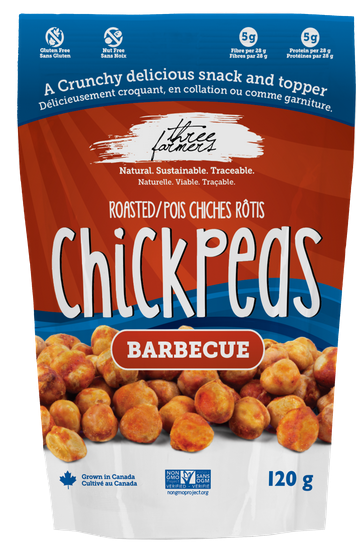 Gluten Free
Sans Gluten
Nut Free
Sans Noix
5g
Fibre per 28 g
Fibres par 28 g
5g
Protein per 28 g
Protéines par 28 g
A Crunchy delicious snack and topper
Délicieusement croquant, en collation ou comme garniture.
three
farmers
Natural. Sustainable. Traceable.
Naturelle. Viable. Traçable.
ROASTED/POIS CHICHES RÔTIS
Chickpeas
BARBECUE
Grown in Canada
Cultivé au Canada
NON GMO
SANS OGM
VERIFIED · VÉRIFIÉ
nongmoproject.org
120 g